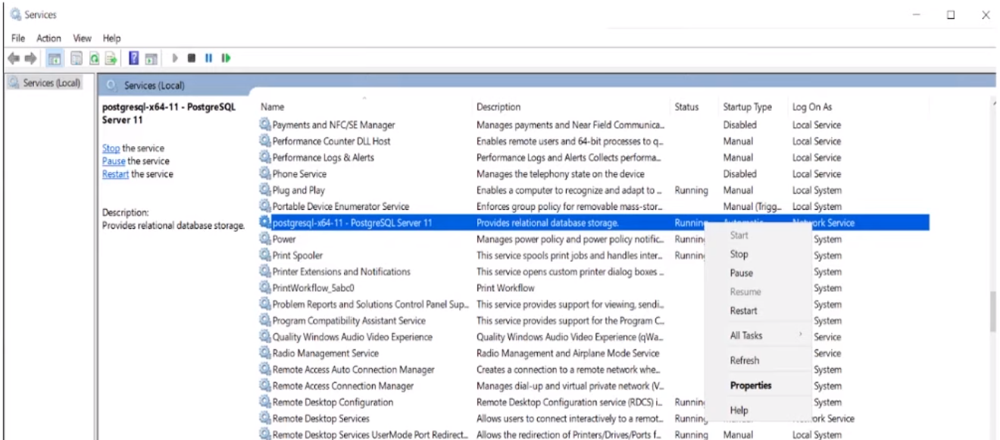 Services
File Action View Help
Services (Local)
Services (Local)
postgresql-x64-11 - PostgreSQL
Server 11
Stop the service
Pause the service
Restart the service
Description:
Provides relational database storage.
Name Description Status Startup Type Log On As
Payments and NFC/SE Manager Manages payments and Near Field Communica... Disabled Local Service
Performance Counter DLL Host Enables remote users and 64-bit processes to q... Manual Local Service
Performance Logs & Alerts Performance Logs and Alerts Collects performa... Manual Local Service
Phone Service Manages the telephony state on the device Disabled Local Service
Plug and Play Enables a computer to recognize and adapt to ... Running Manual Local System
Portable Device Enumerator Service Enforces group policy for removable mass-stor... Manual (Trigg... Local System
postgresql-x64-11 - PostgreSQL Server 11 Provides relational database storage. Running Automatic Network Service
Power Manages power policy and power policy notific... Running System
Print Spooler This service spools print jobs and handles inter... Running System
Printer Extensions and Notifications This service opens custom printer dialog boxes ... System
PrintWorkflow_5abc0 Print Workflow System
Problem Reports and Solutions Control Panel Sup... This service provides support for viewing, sendi... System
Program Compatibility Assistant Service This service provides support for the Program C... System
Quality Windows Audio Video Experience Quality Windows Audio Video Experience (qWa... Service
Radio Management Service Radio Management and Airplane Mode Service Service
Remote Access Auto Connection Manager Creates a connection to a remote network whe... System
Remote Access Connection Manager Manages dial-up and virtual private network (V... System
Remote Desktop Configuration Remote Desktop Configuration service (RDCS) i... Running System
Remote Desktop Services Allows users to connect interactively to a remot... Running ork Service
Remote Desktop Services UserMode Port Redirect... Allows the redirection of Printers/Drives/Ports f... Running Manual Local System
Start
Stop
Pause
Resume
Restart
All Tasks
Refresh
Properties
Help